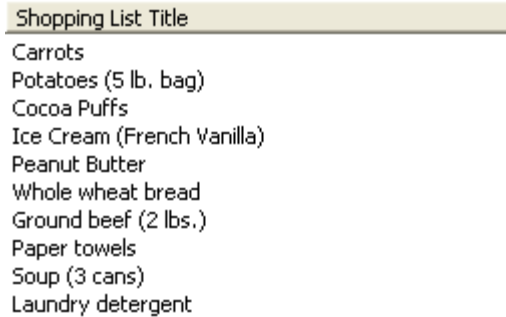 Shopping List Title
Carrots
Potatoes (5 lb. bag)
Cocoa Puffs
Ice Cream (French Vanilla)
Peanut Butter
Whole wheat bread
Ground beef (2 lbs.)
Paper towels
Soup (3 cans)
Laundry detergent